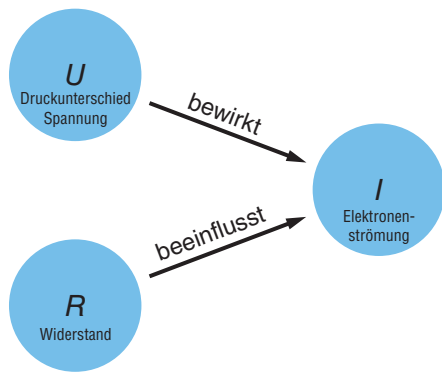 U
Druckunterschied
Spannung
bewirkt
I
Elektronen-
strömung
beeinflusst
R
Widerstand